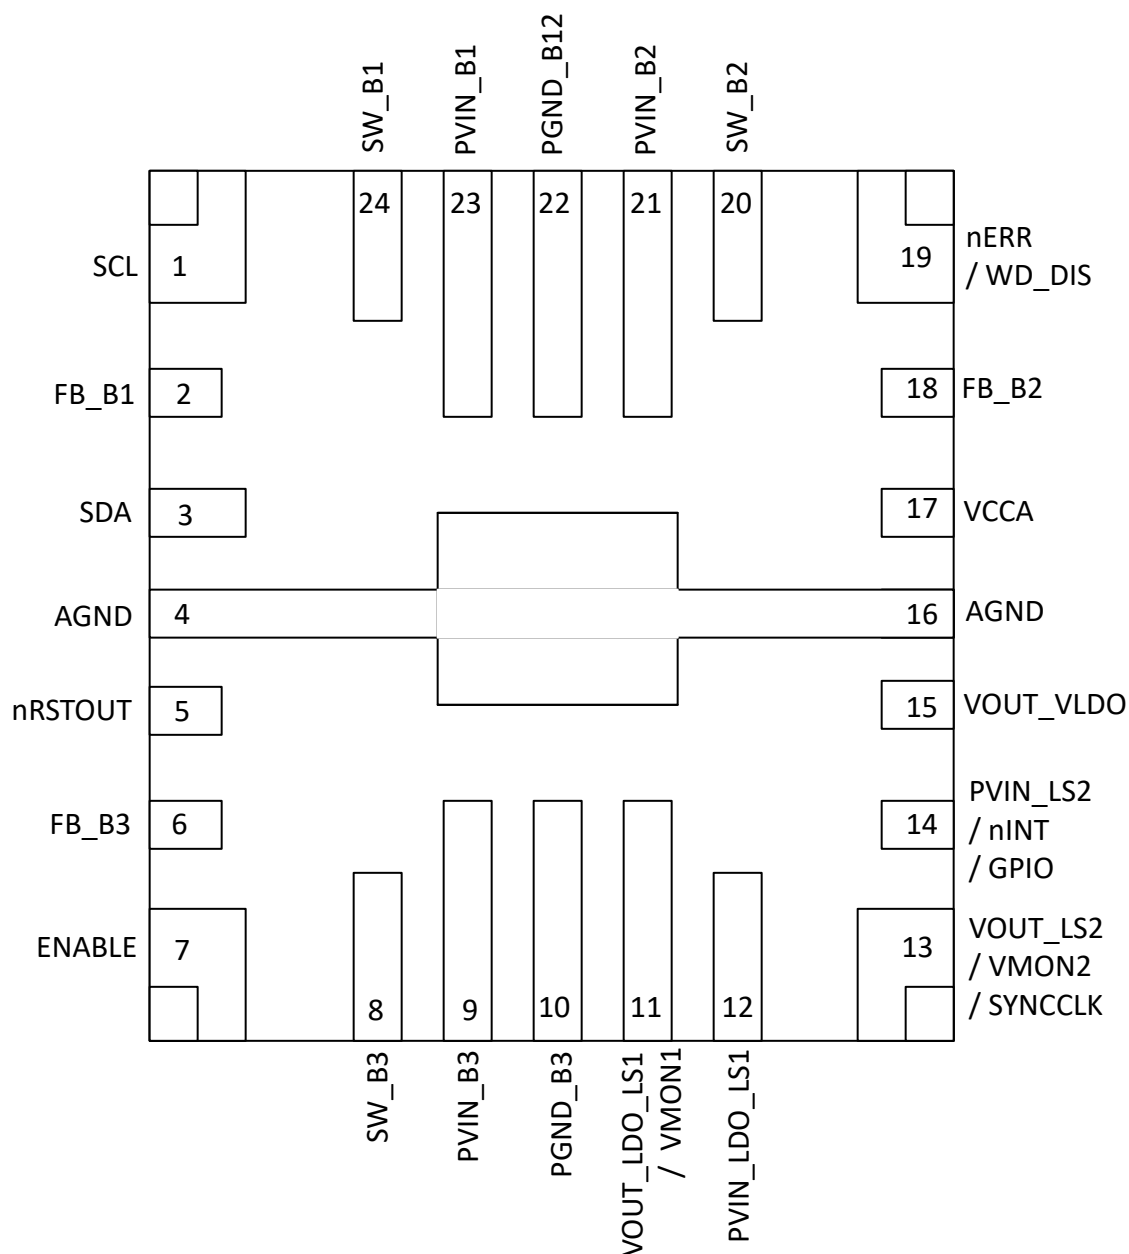 SW_B1
PVIN_B1
PGND_B12
PVIN_B2
SW_B2
24
23
22
21
20
SCL
1
19
nERR
/ WD_DIS
FB_B1
2
18
FB_B2
SDA
3
17
VCCA
AGND
4
16
AGND
nRSTOUT
5
15
VOUT_VLDO
FB_B3
6
14
PVIN_LS2
/ nINT
/ GPIO
ENABLE
7
13
VOUT_LS2
/ VMON2
/ SYNCCLK
8
9
10
11
12
SW_B3
PVIN_B3
PGND_B3
VOUT_LDO_LS1
/ VMON1
PVIN_LDO_LS1